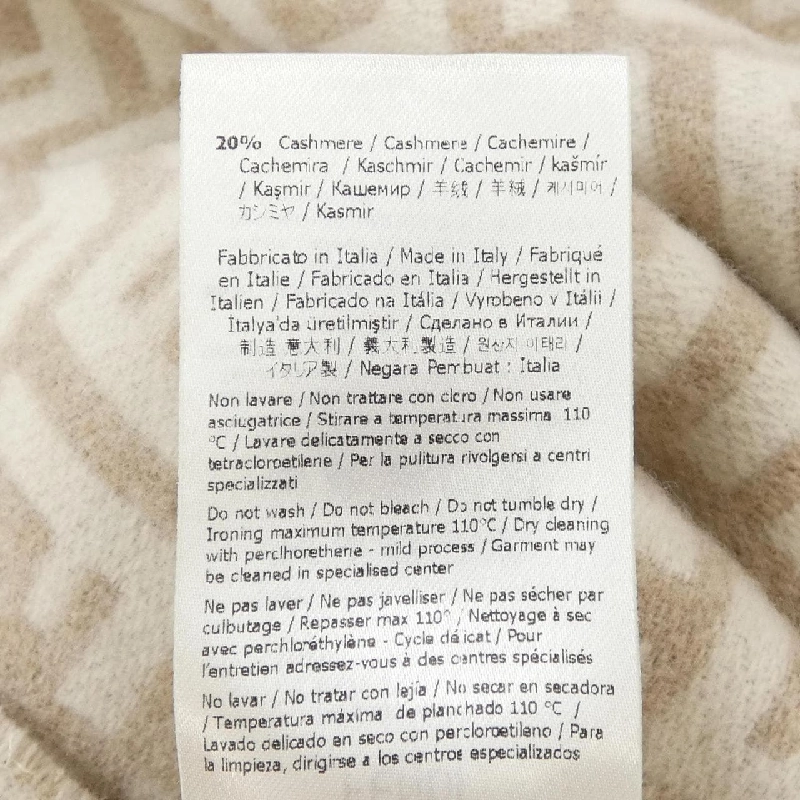 20% Cashmere / Cashmere / Cachemire /
Cachemira / Kaschmir / Cachemir / kašmír
/ Kaşmir / Кашемир / 羊绒 / 羊絨 / 캐시미어 /
カシミヤ / Kasmir
Fabbricato in Italia / Made in Italy / Fabriqué
en Italie / Fabricado en Italia / Hergestellt in
Italien / Fabricado na Itália / Vyrobeno v Itálii /
İtalya'da üretilmiştir / Сделано в Италии /
制造 意大利 / 義大利製造 / 원산지 이태리 /
イタリア製 / Negara Pembuat : Italia
Non lavare / Non trattare con cloro / Non usare
asciugatrice / Stirare a temperatura massima 110
°C / Lavare delicatamente a secco con
tetracloroetilene / Per la pulitura rivolgersi a centri
specializzati
Do not wash / Do not bleach / Do not tumble dry /
Ironing maximum temperature 110°C / Dry cleaning
with perclhorethene - mild process / Garment may
be cleaned in specialised center
Ne pas laver / Ne pas javelliser / Ne pas sécher par
culbutage / Repasser max 110° / Nettoyage à sec
avec perchloréthylène - Cycle délicat / Pour
l'entretien adressez-vous à des centres spécialisés
No lavar / No tratar con lejía / No secar en secadora
/ Temperatura máxima de planchado 110 °C /
Lavado delicado en seco con percloroetileno / Para
la limpieza, dirigirse a los centros especializados